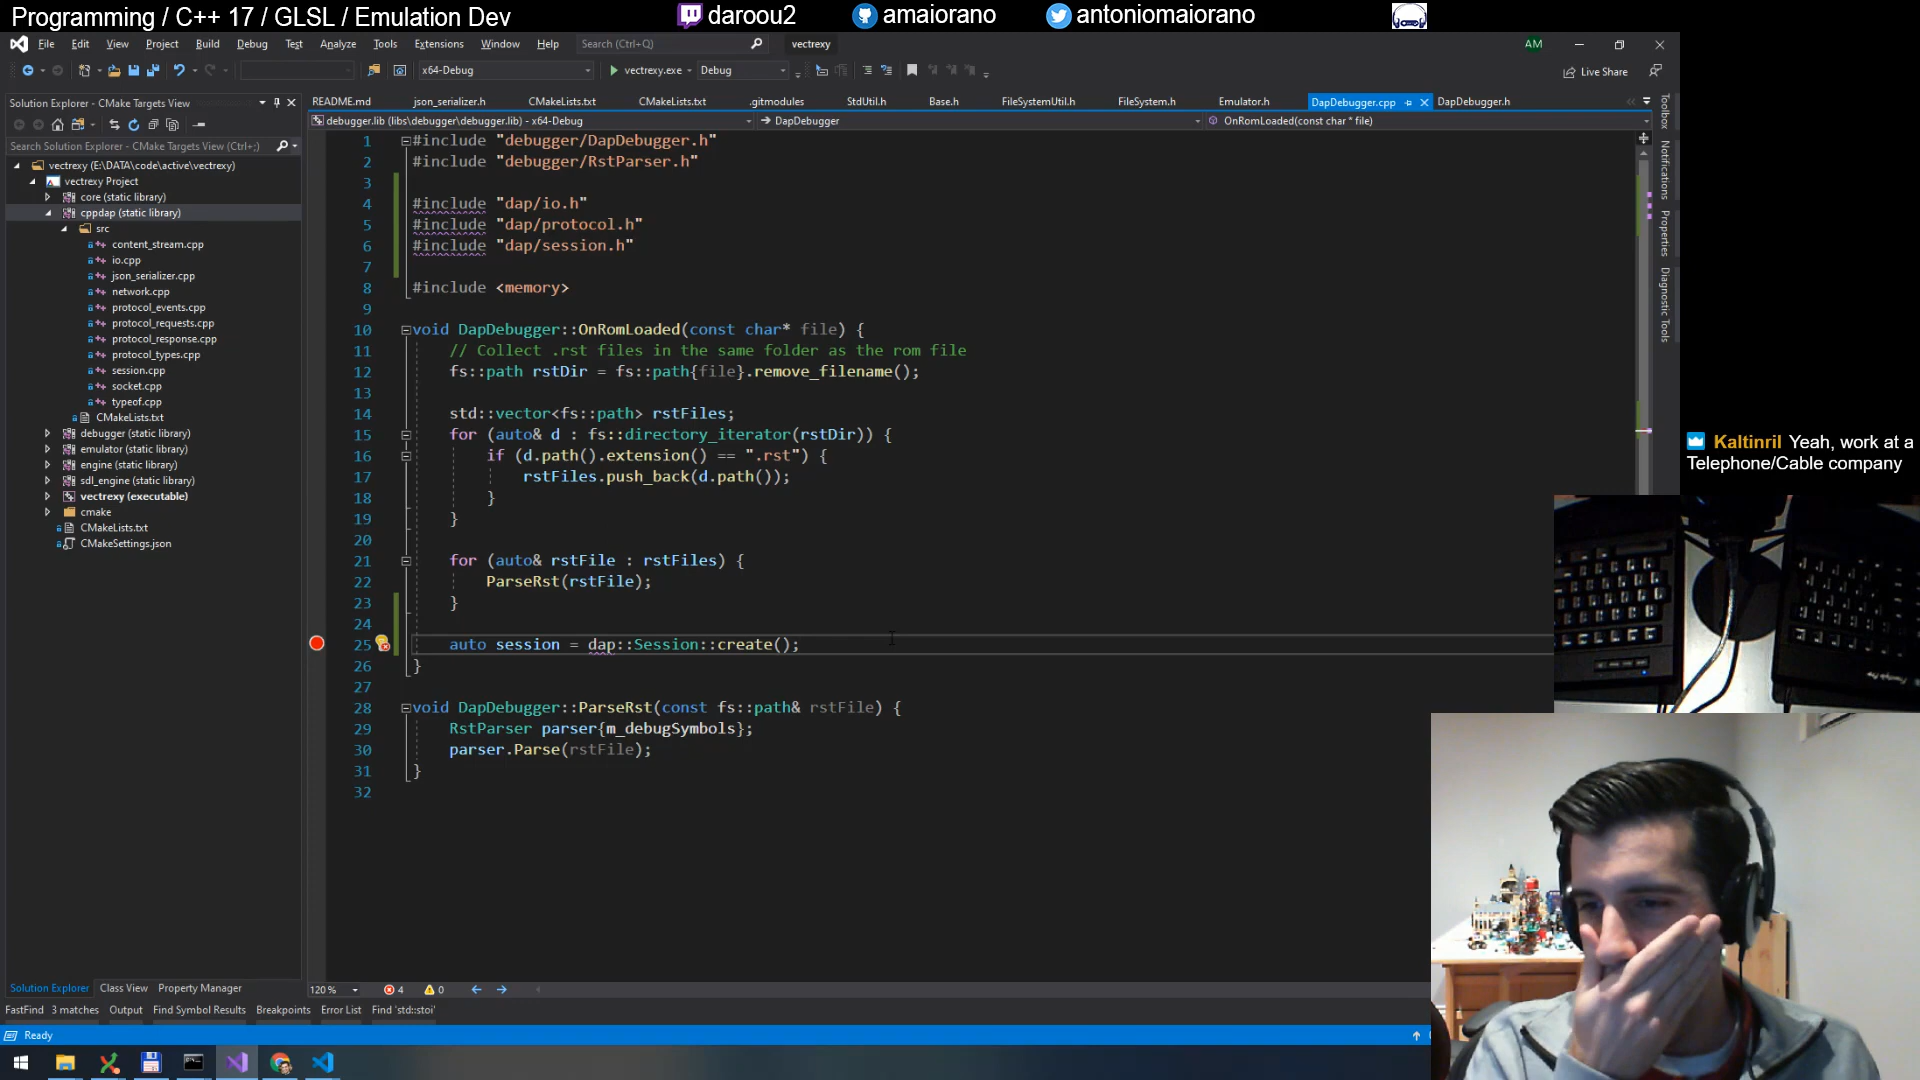 Programming / C++ 17 / GLSL / Emulation Dev
daroou2
amaiorano
antoniomaiorano
File Edit View Project Build Debug Test Analyze Tools Extensions Window Help Search (Ctrl+Q) vectrexy AM
x64-Debug vectrexy.exe Debug Live Share
Solution Explorer - CMake Targets View
README.md json_serializer.h CMakeLists.txt CMakeLists.txt .gitmodules StdUtil.h Base.h FileSystemUtil.h FileSystem.h Emulator.h DapDebugger.cpp DapDebugger.h
debugger.lib (libs\debugger\debugger.lib) - x64-Debug DapDebugger OnRomLoaded(const char * file)
Search Solution Explorer - CMake Targets View (Ctrl+;)
vectrexy (E:\DATA\code\active\vectrexy)
vectrexy Project
core (static library)
cppdap (static library)
src
content_stream.cpp
io.cpp
json_serializer.cpp
network.cpp
protocol_events.cpp
protocol_requests.cpp
protocol_response.cpp
protocol_types.cpp
session.cpp
socket.cpp
typeof.cpp
CMakeLists.txt
debugger (static library)
emulator (static library)
engine (static library)
sdl_engine (static library)
vectrexy (executable)
cmake
CMakeLists.txt
CMakeSettings.json
1 #include "debugger/DapDebugger.h"
2 #include "debugger/RstParser.h"
3
4 #include "dap/io.h"
5 #include "dap/protocol.h"
6 #include "dap/session.h"
7
8 #include <memory>
9
10 void DapDebugger::OnRomLoaded(const char* file) {
11 // Collect .rst files in the same folder as the rom file
12 fs::path rstDir = fs::path{file}.remove_filename();
13
14 std::vector<fs::path> rstFiles;
15 for (auto& d : fs::directory_iterator(rstDir)) {
16 if (d.path().extension() == ".rst") {
17 rstFiles.push_back(d.path());
18 }
19 }
20
21 for (auto& rstFile : rstFiles) {
22 ParseRst(rstFile);
23 }
24
25 auto session = dap::Session::create();
26 }
27
28 void DapDebugger::ParseRst(const fs::path& rstFile) {
29 RstParser parser{m_debugSymbols};
30 parser.Parse(rstFile);
31 }
32
Toolbox
Notifications
Properties
Diagnostic Tools
Kaltinril Yeah, work at a
Telephone/Cable company
Solution Explorer Class View Property Manager
120 % 4 0
FastFind 3 matches Output Find Symbol Results Breakpoints Error List Find 'std::stoi'
Ready